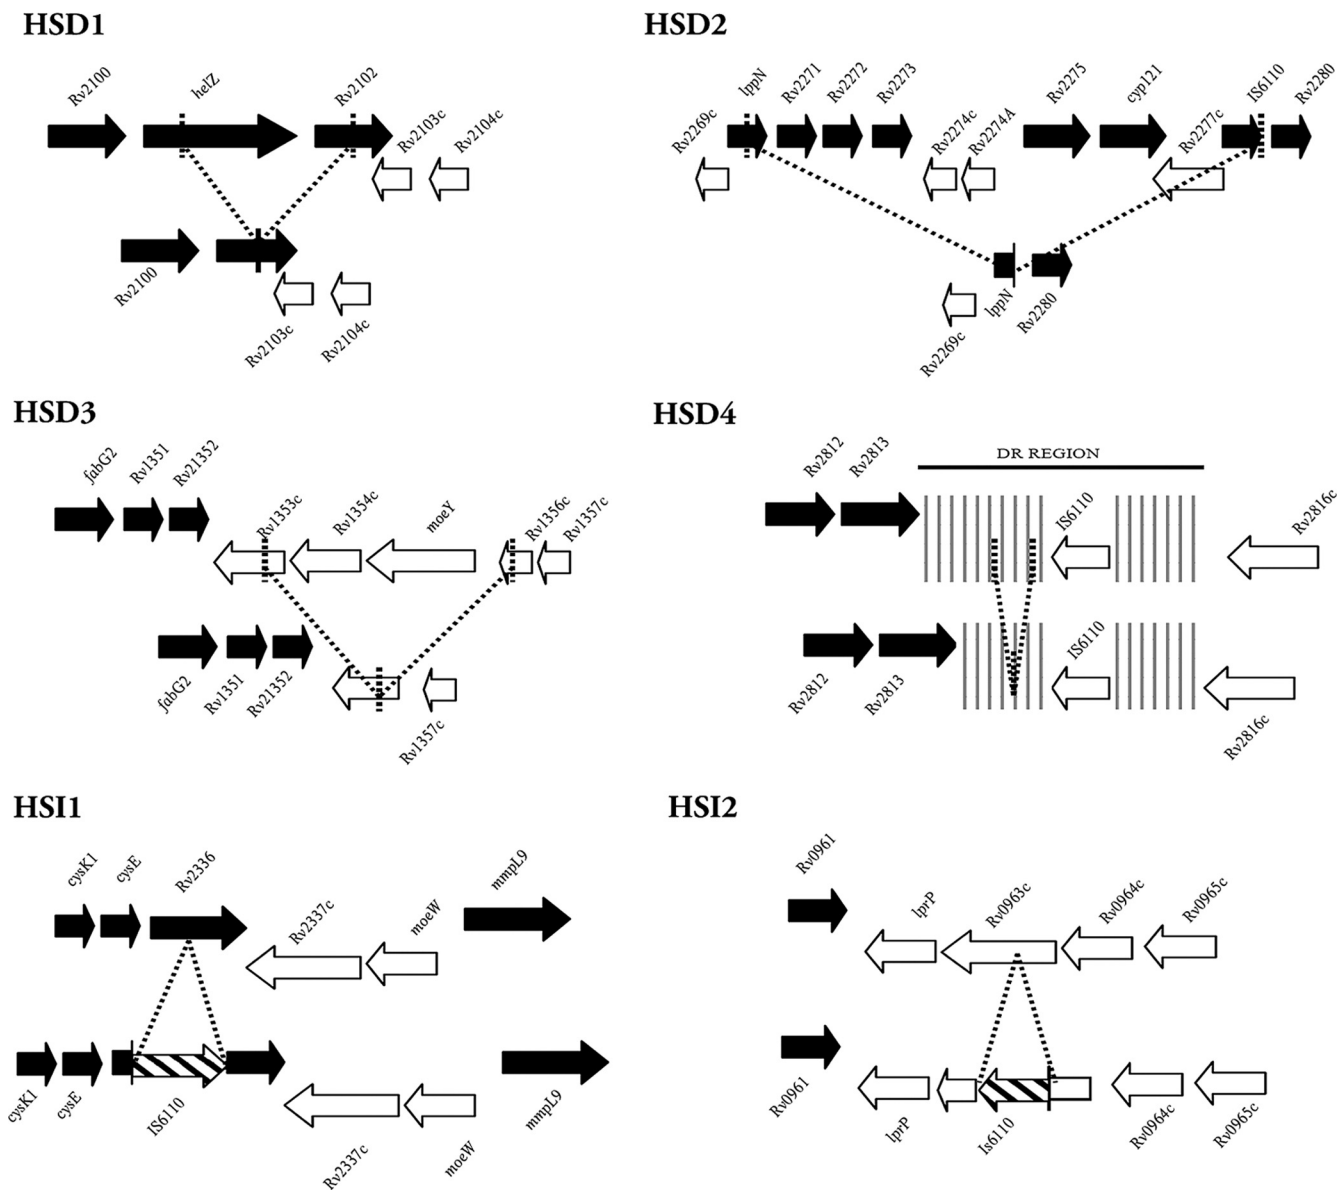 HSD1
Rv2100
helZ
Rv2102
Rv2103c
Rv2104c
Rv2100
Rv2103c
Rv2104c
HSD2
Rv2269c
lppN
Rv2271
Rv2272
Rv2273
Rv2274c
Rv2274A
Rv2275
cyp121
Rv2277c
IS6110
Rv2280
Rv2269c
lppN
Rv2280
HSD3
fabG2
Rv1351
Rv21352
Rv1353c
Rv1354c
moeY
Rv1356c
Rv1357c
fabG2
Rv1351
Rv21352
Rv1357c
HSD4
Rv2812
Rv2813
DR REGION
IS6110
Rv2816c
Rv2812
Rv2813
IS6110
Rv2816c
HSI1
cysK1
cysE
Rv2336
Rv2337c
moeW
mmpL9
cysK1
cysE
IS6110
Rv2337c
moeW
mmpL9
HSI2
Rv0961
lprP
Rv0963c
Rv0964c
Rv0965c
Rv0961
lprP
Is6110
Rv0964c
Rv0965c